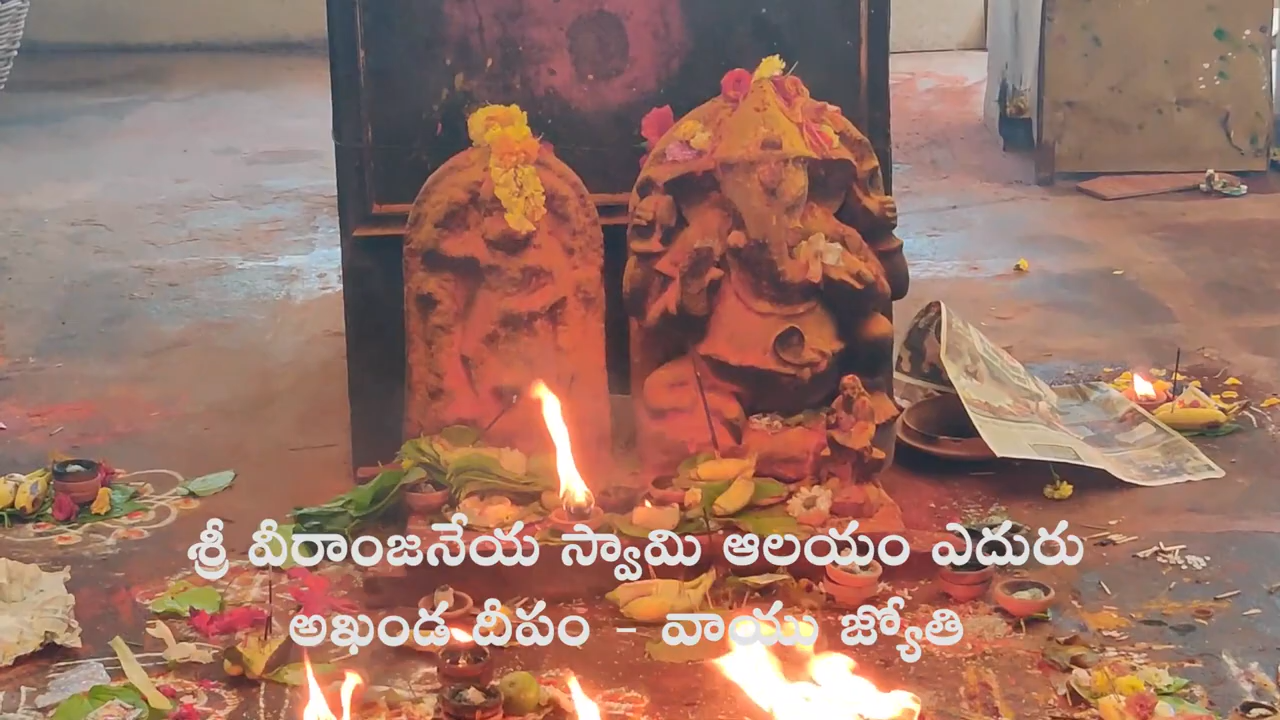 శ్రీ వీరాంజనేయ స్వామి ఆలయం ఎదురు
అఖండ దీపం - వాయు జ్యోతి